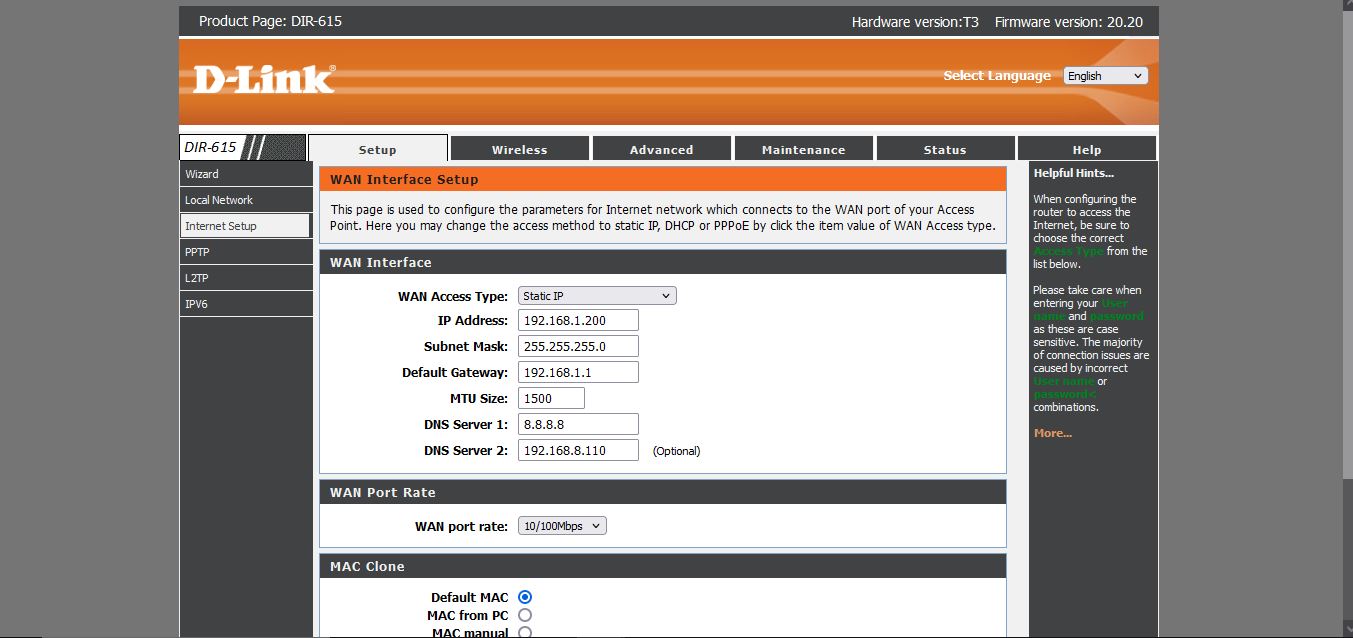 Product Page: DIR-615
Hardware version:T3 Firmware version: 20.20
D-Link®
Select Language English
DIR-615
Setup
Wireless
Advanced
Maintenance
Status
Help
Wizard
Local Network
Internet Setup
PPTP
L2TP
IPV6
WAN Interface Setup
This page is used to configure the parameters for Internet network which connects to the WAN port of your Access
Point. Here you may change the access method to static IP, DHCP or PPPoE by click the item value of WAN Access type.
WAN Interface
WAN Access Type: Static IP
IP Address: 192.168.1.200
Subnet Mask: 255.255.255.0
Default Gateway: 192.168.1.1
MTU Size: 1500
DNS Server 1: 8.8.8.8
DNS Server 2: 192.168.8.110 (Optional)
WAN Port Rate
WAN port rate: 10/100Mbps
MAC Clone
Default MAC
MAC from PC
MAC manual
Helpful Hints...
When configuring the
router to access the
Internet, be sure to
choose the correct
Access Type from the
list below.
Please take care when
entering your User
name and password
as these are case
sensitive. The majority
of connection issues are
caused by incorrect
User name or
password<
combinations.
More...